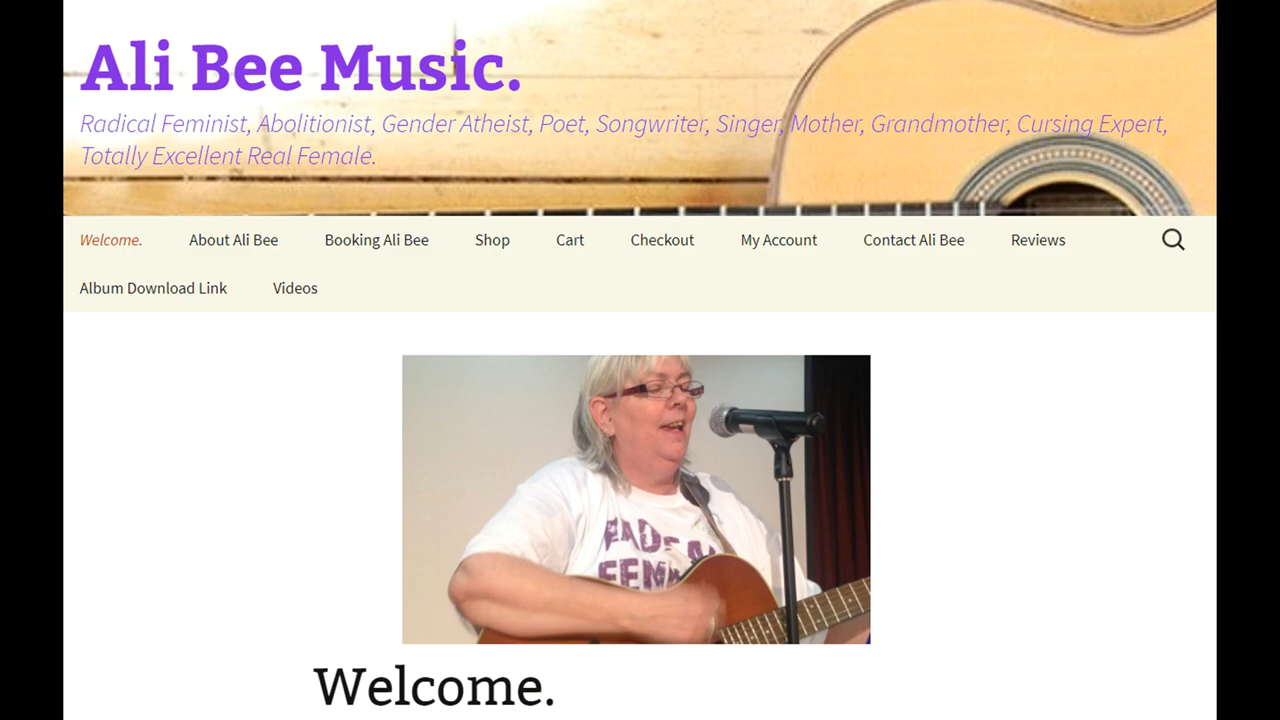 Ali Bee Music.
Radical Feminist, Abolitionist, Gender Atheist, Poet, Songwriter, Singer, Mother, Grandmother, Cursing Expert,
Totally Excellent Real Female.
Welcome. About Ali Bee Booking Ali Bee Shop Cart Checkout My Account Contact Ali Bee Reviews
Album Download Link Videos
Welcome.